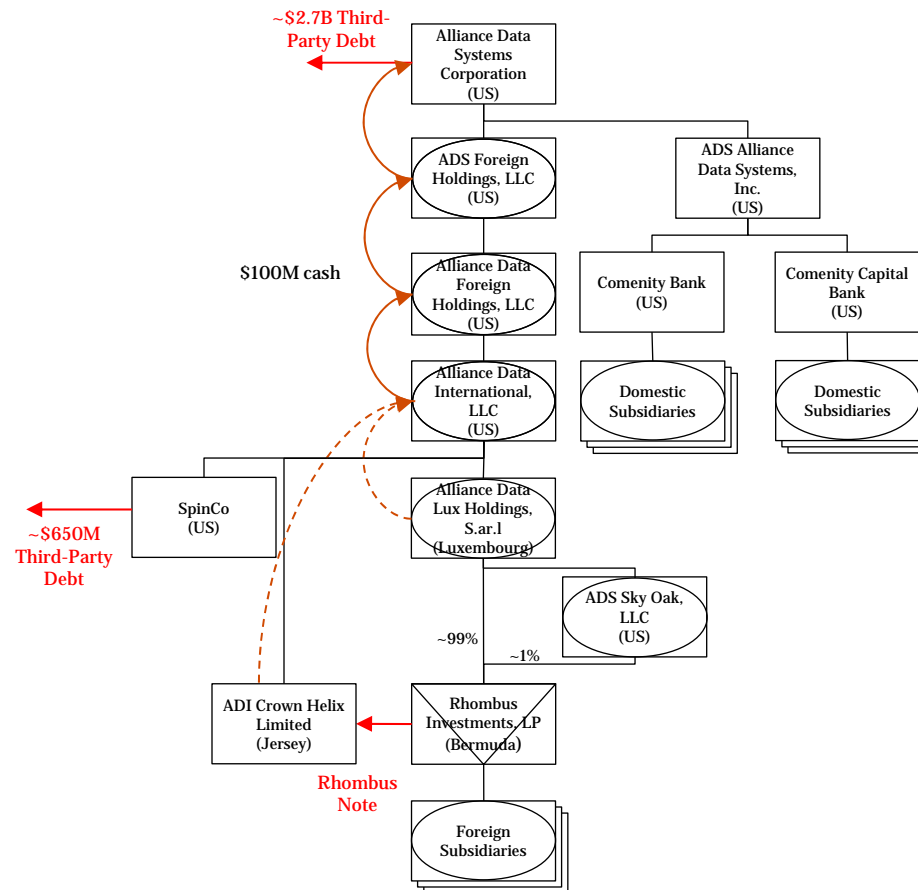 ~$2.7B Third-
Party Debt
Alliance Data
Systems
Corporation
(US)
ADS Foreign
Holdings, LLC
(US)
ADS Alliance
Data Systems,
Inc.
(US)
$100M cash
Alliance Data
Foreign
Holdings, LLC
(US)
Comenity Bank
(US)
Comenity Capital
Bank
(US)
Alliance Data
International,
LLC
(US)
Domestic
Subsidiaries
Domestic
Subsidiaries
SpinCo
(US)
~$650M
Third-Party
Debt
Alliance Data
Lux Holdings,
S.ar.l
(Luxembourg)
ADS Sky Oak,
LLC
(US)
~99%
~1%
ADI Crown Helix
Limited
(Jersey)
Rhombus
Investments, LP
(Bermuda)
Rhombus
Note
Foreign
Subsidiaries